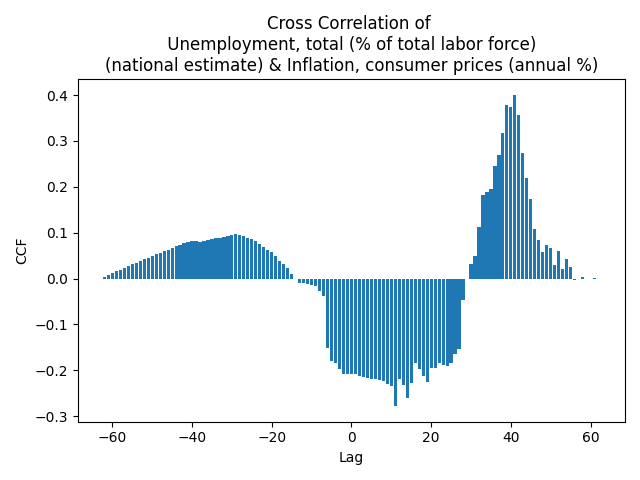 Cross Correlation of
Unemployment, total (% of total labor force)
(national estimate) & Inflation, consumer prices (annual %)
0.4
0.3
0.2
0.1
0.0
−0.1
−0.2
−0.3
CCF
−60 −40 −20 0 20 40 60
Lag